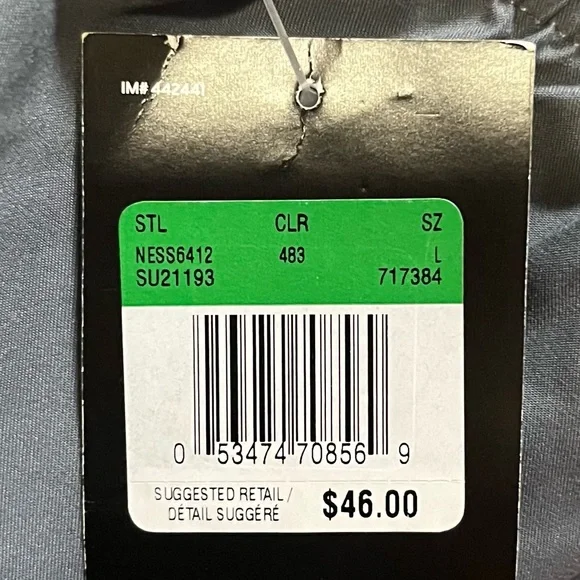 IM# 442441
STL CLR SZ
NESS6412 483 L
SU21193 717384
0 53474 70856 9
SUGGESTED RETAIL / $46.00
DÉTAIL SUGGÉRÉ